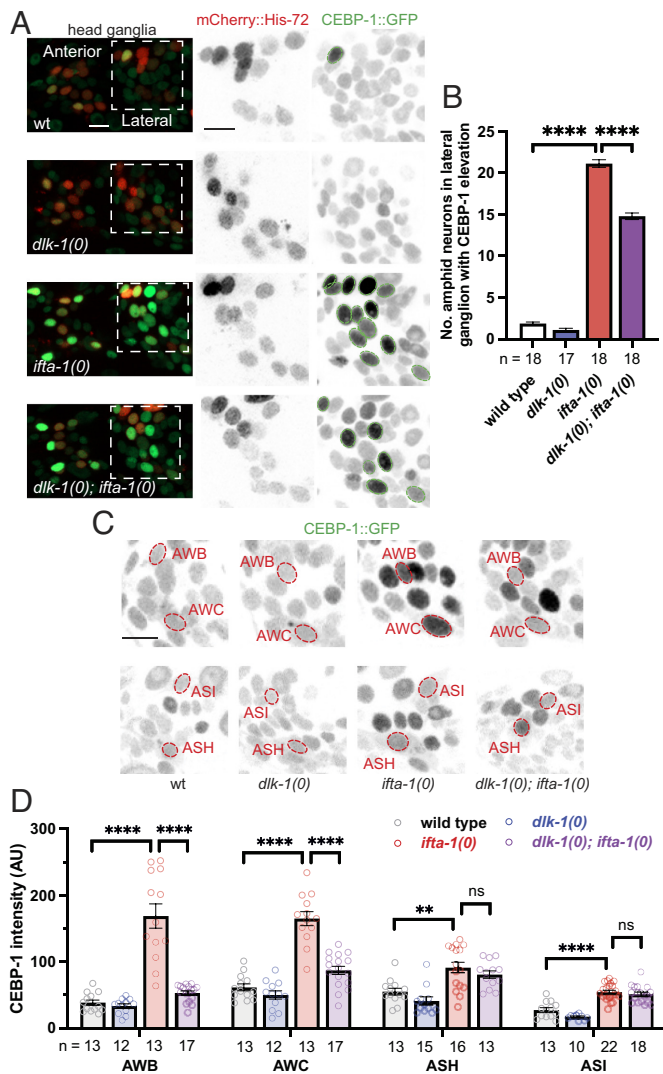 A
head ganglia
mCherry::His-72
CEBP-1::GFP
Anterior
Lateral
wt
dlk-1(0)
ifta-1(0)
dlk-1(0); ifta-1(0)
B
No. amphid neurons in lateral
ganglion with CEBP-1 elevation
25
20
15
10
5
0
**** ****
n = 18 17 18 18
wild type
dlk-1(0)
ifta-1(0)
dlk-1(0); ifta-1(0)
C
CEBP-1::GFP
AWB AWB AWB AWB
AWC AWC AWC AWC
ASI ASI ASI ASI
ASH ASH ASH ASH
wt dlk-1(0) ifta-1(0) dlk-1(0); ifta-1(0)
D
CEBP-1 intensity (AU)
300
200
100
50
0
wild type dlk-1(0)
ifta-1(0) dlk-1(0); ifta-1(0)
**** **** **** **** ** ns **** ns
n = 13 12 13 17 13 12 13 17 13 15 16 13 13 10 22 18
AWB AWC ASH ASI